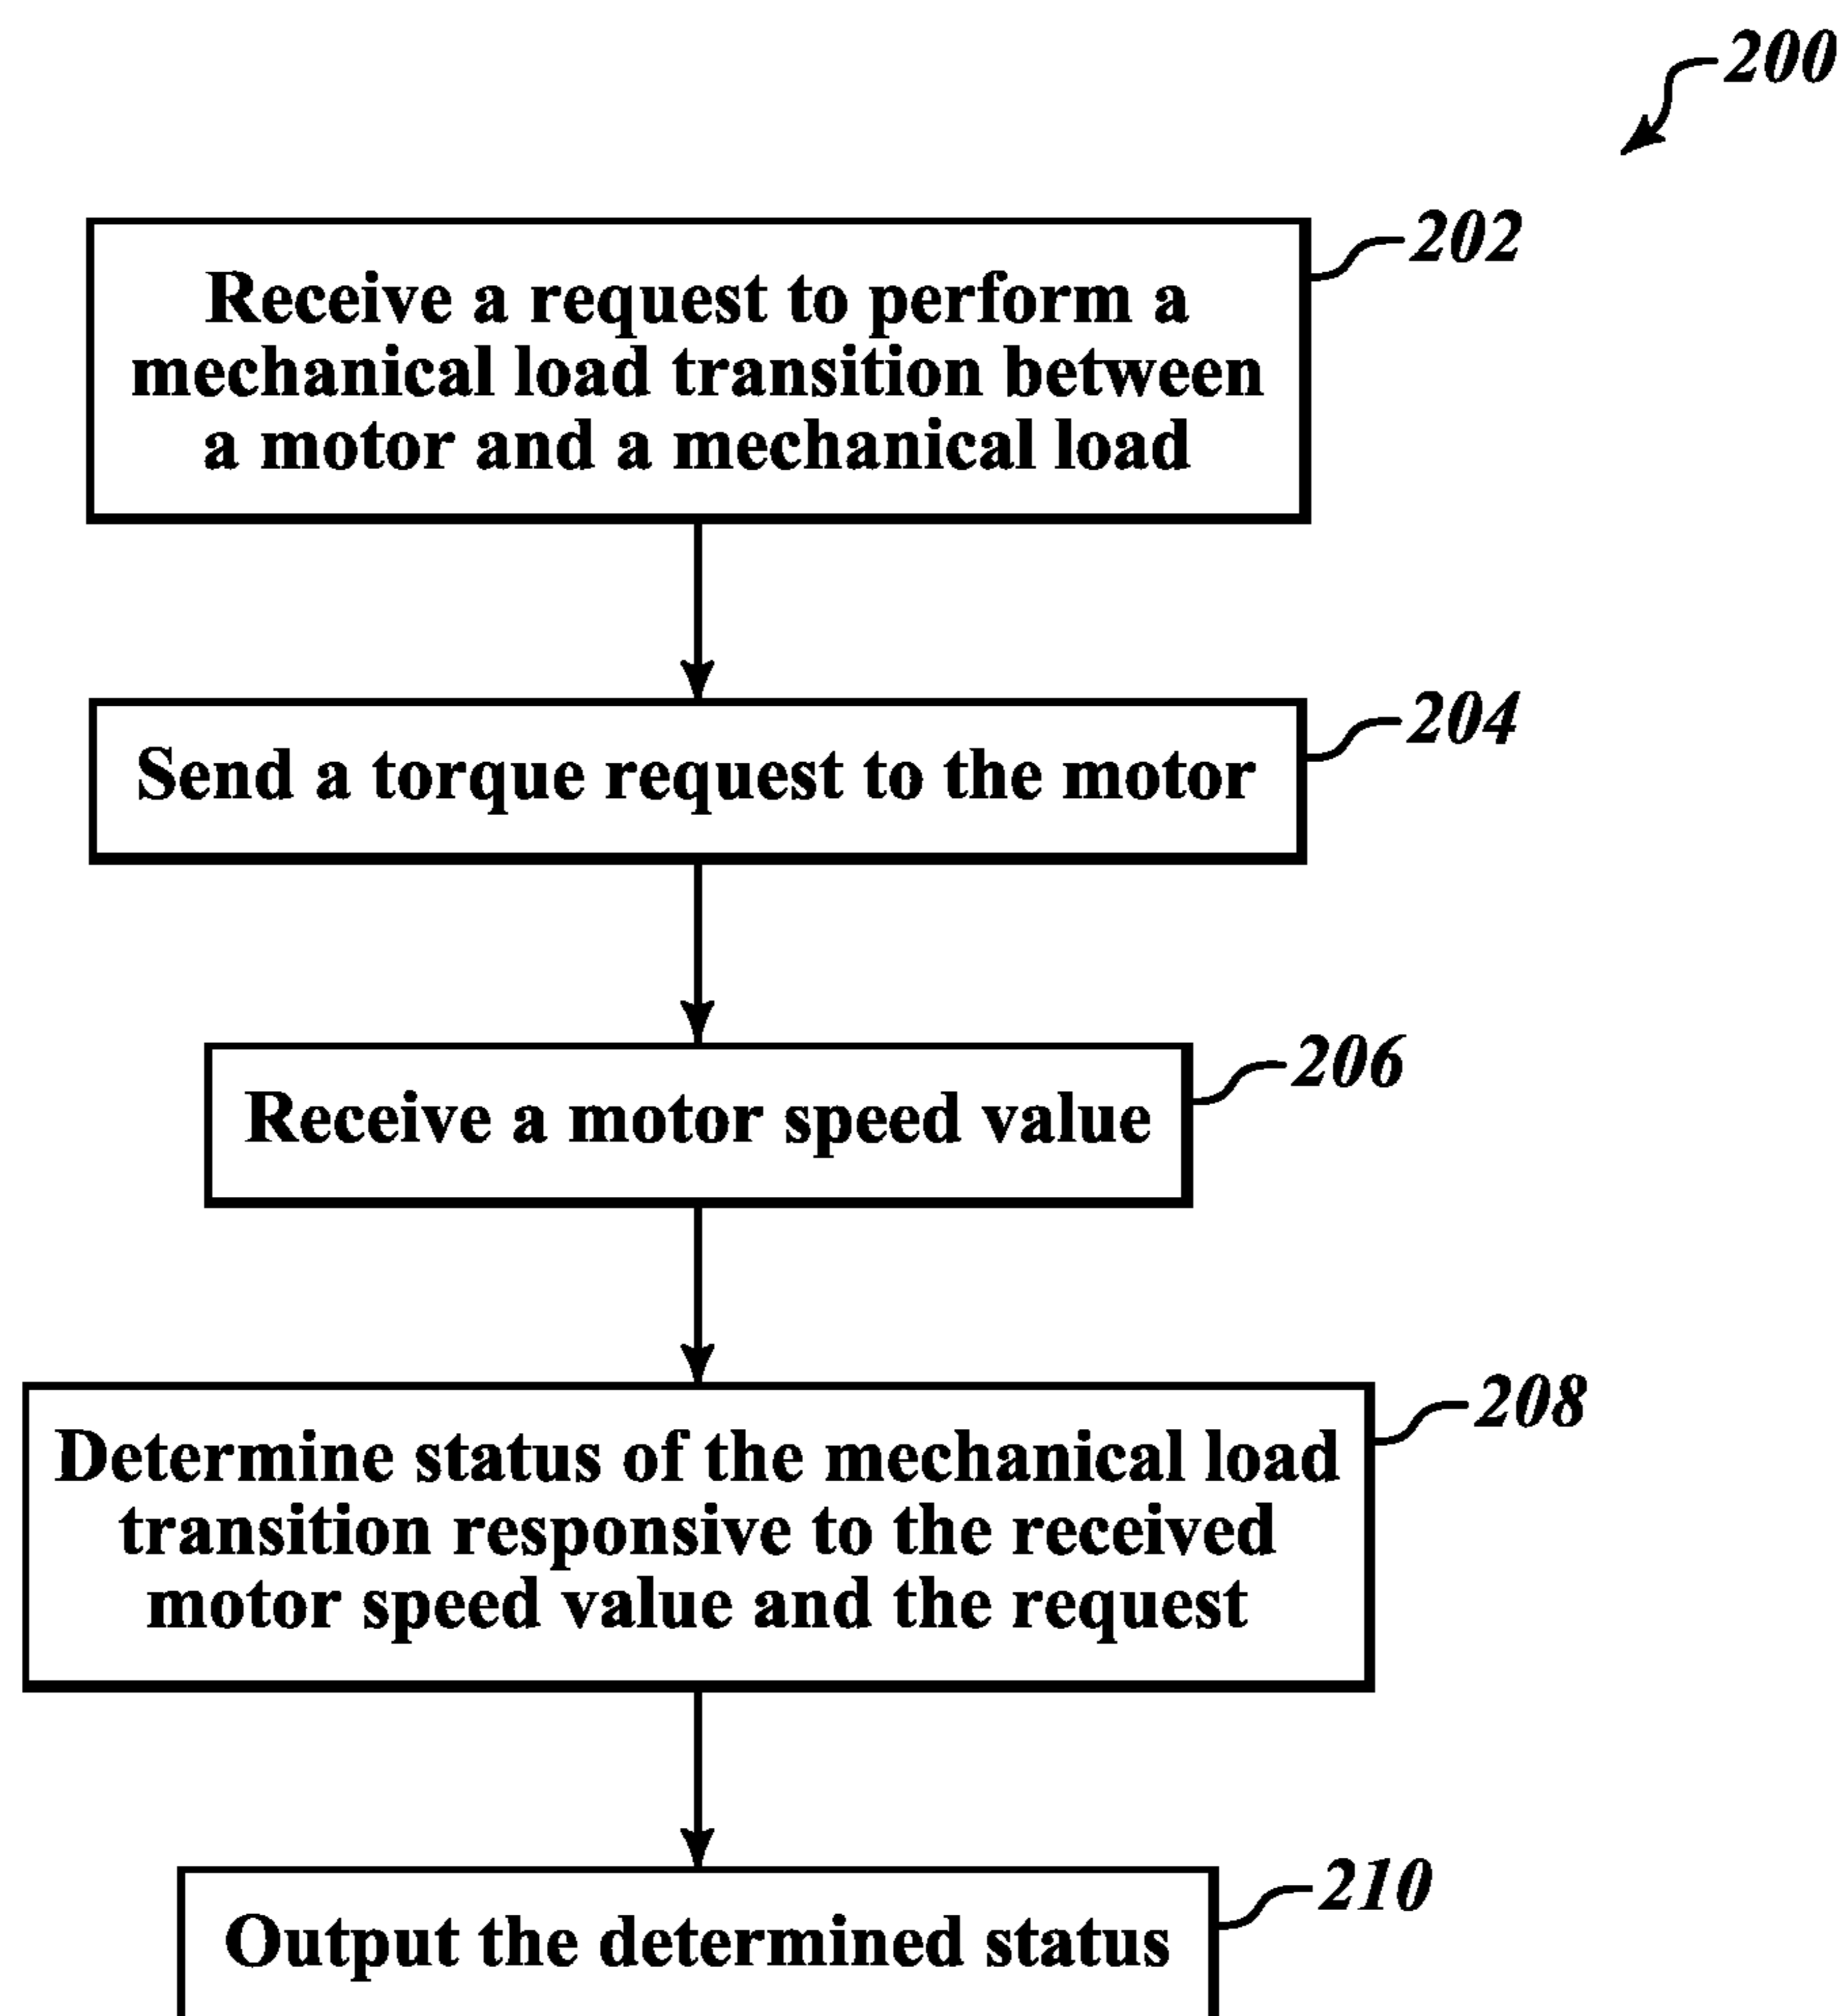 200
202
Receive a request to perform a
mechanical load transition between
a motor and a mechanical load
204
Send a torque request to the motor
206
Receive a motor speed value
208
Determine status of the mechanical load
transition responsive to the received
motor speed value and the request
210
Output the determined status